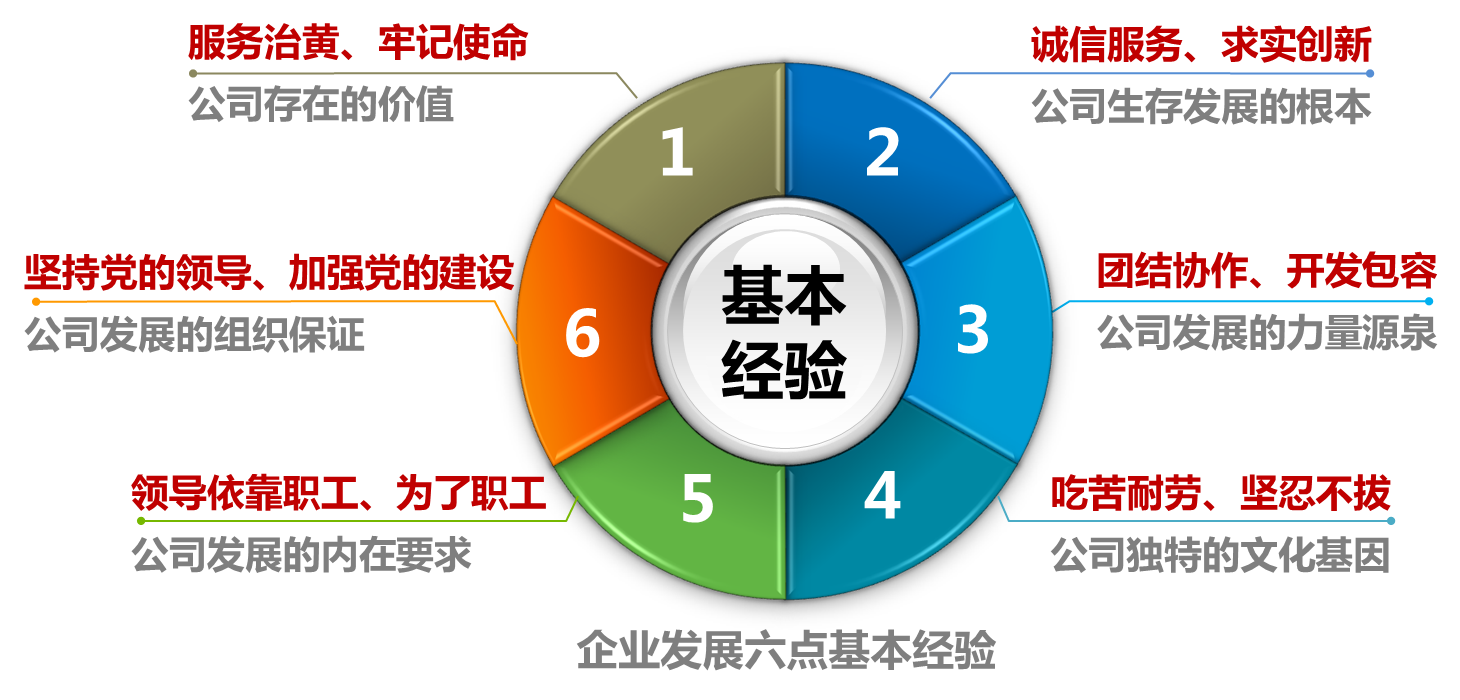 服务治黄、牢记使命
公司存在的价值
1
诚信服务、求实创新
公司生存发展的根本
2
团结协作、开发包容
公司发展的力量源泉
3
吃苦耐劳、坚忍不拔
公司独特的文化基因
4
领导依靠职工、为了职工
公司发展的内在要求
5
坚持党的领导、加强党的建设
公司发展的组织保证
6
基本
经验
企业发展六点基本经验